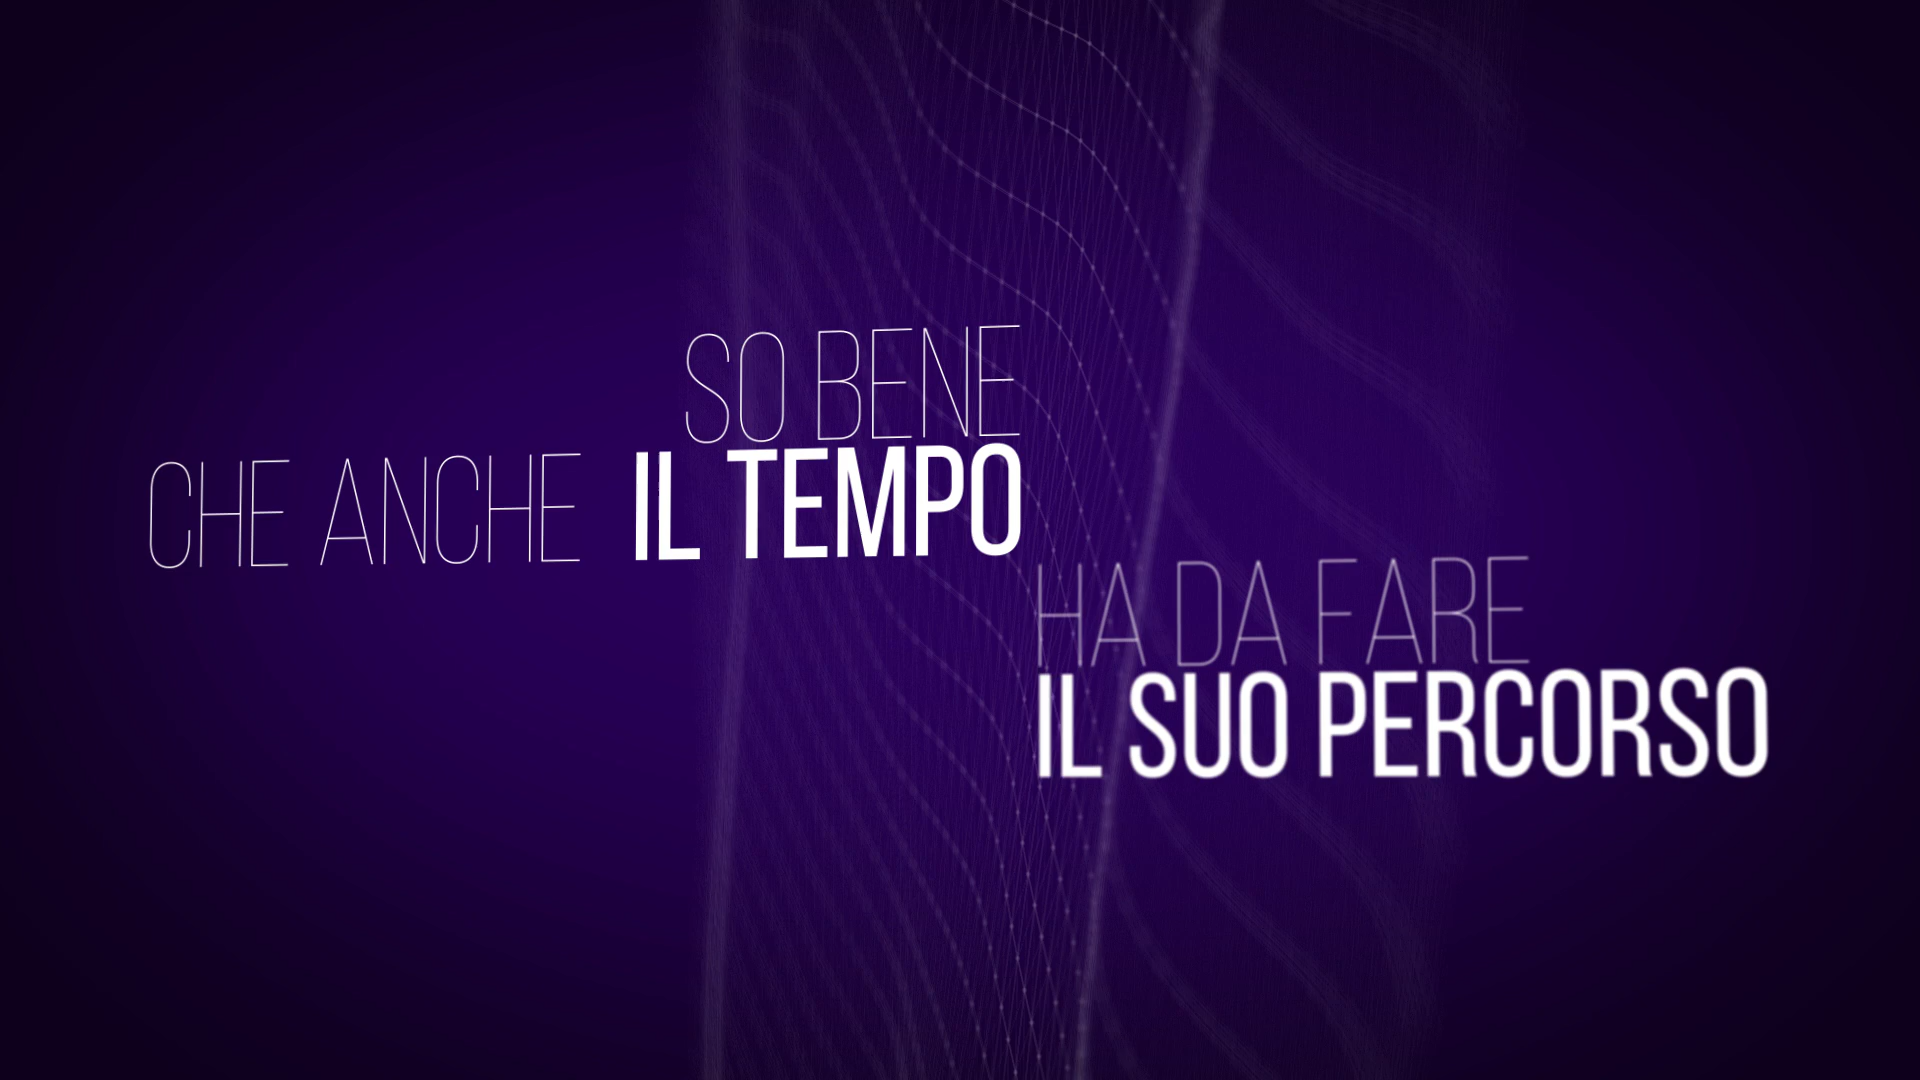 SO BENE
CHE ANCHE IL TEMPO
HA DA FARE
IL SUO PERCORSO